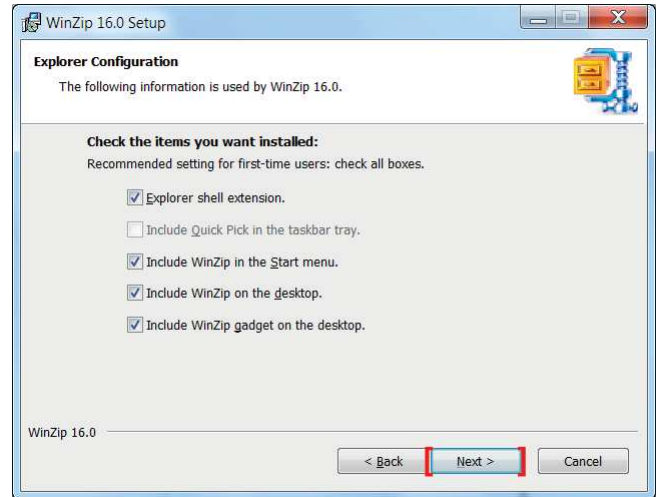 WinZip 16.0 Setup
Explorer Configuration
The following information is used by WinZip 16.0.
Check the items you want installed:
Recommended setting for first-time users: check all boxes.
Explorer shell extension.
Include Quick Pick in the taskbar tray.
Include WinZip in the Start menu.
Include WinZip on the desktop.
Include WinZip gadget on the desktop.
WinZip 16.0
< Back Next > Cancel